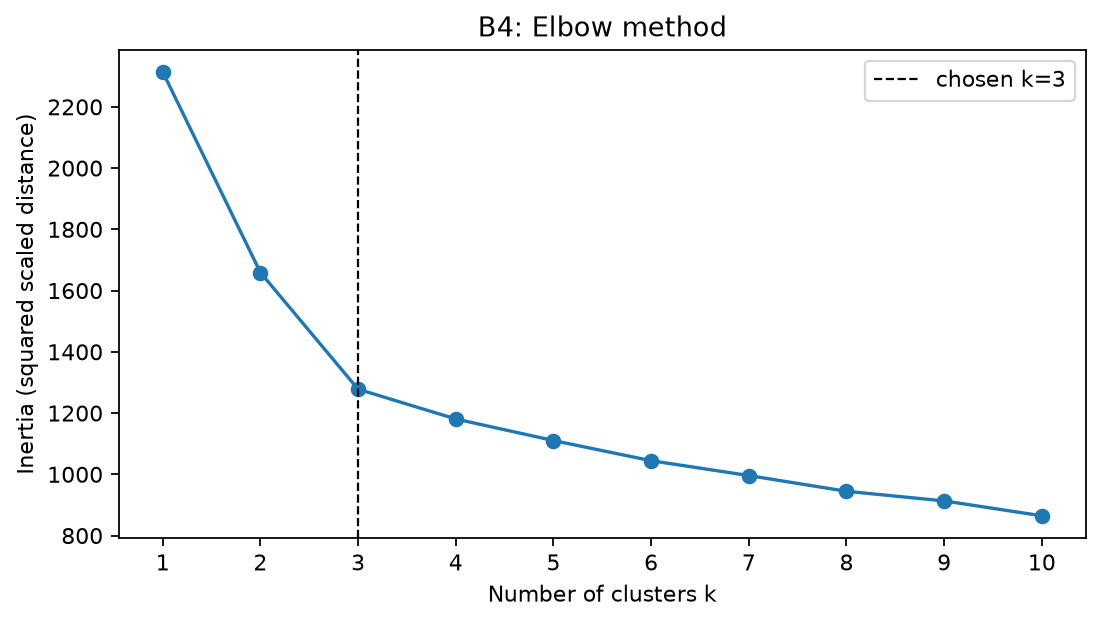 B4: Elbow method
chosen k=3
Inertia (squared scaled distance)
2200
2000
1800
1600
1400
1200
1000
800
1 2 3 4 5 6 7 8 9 10
Number of clusters k